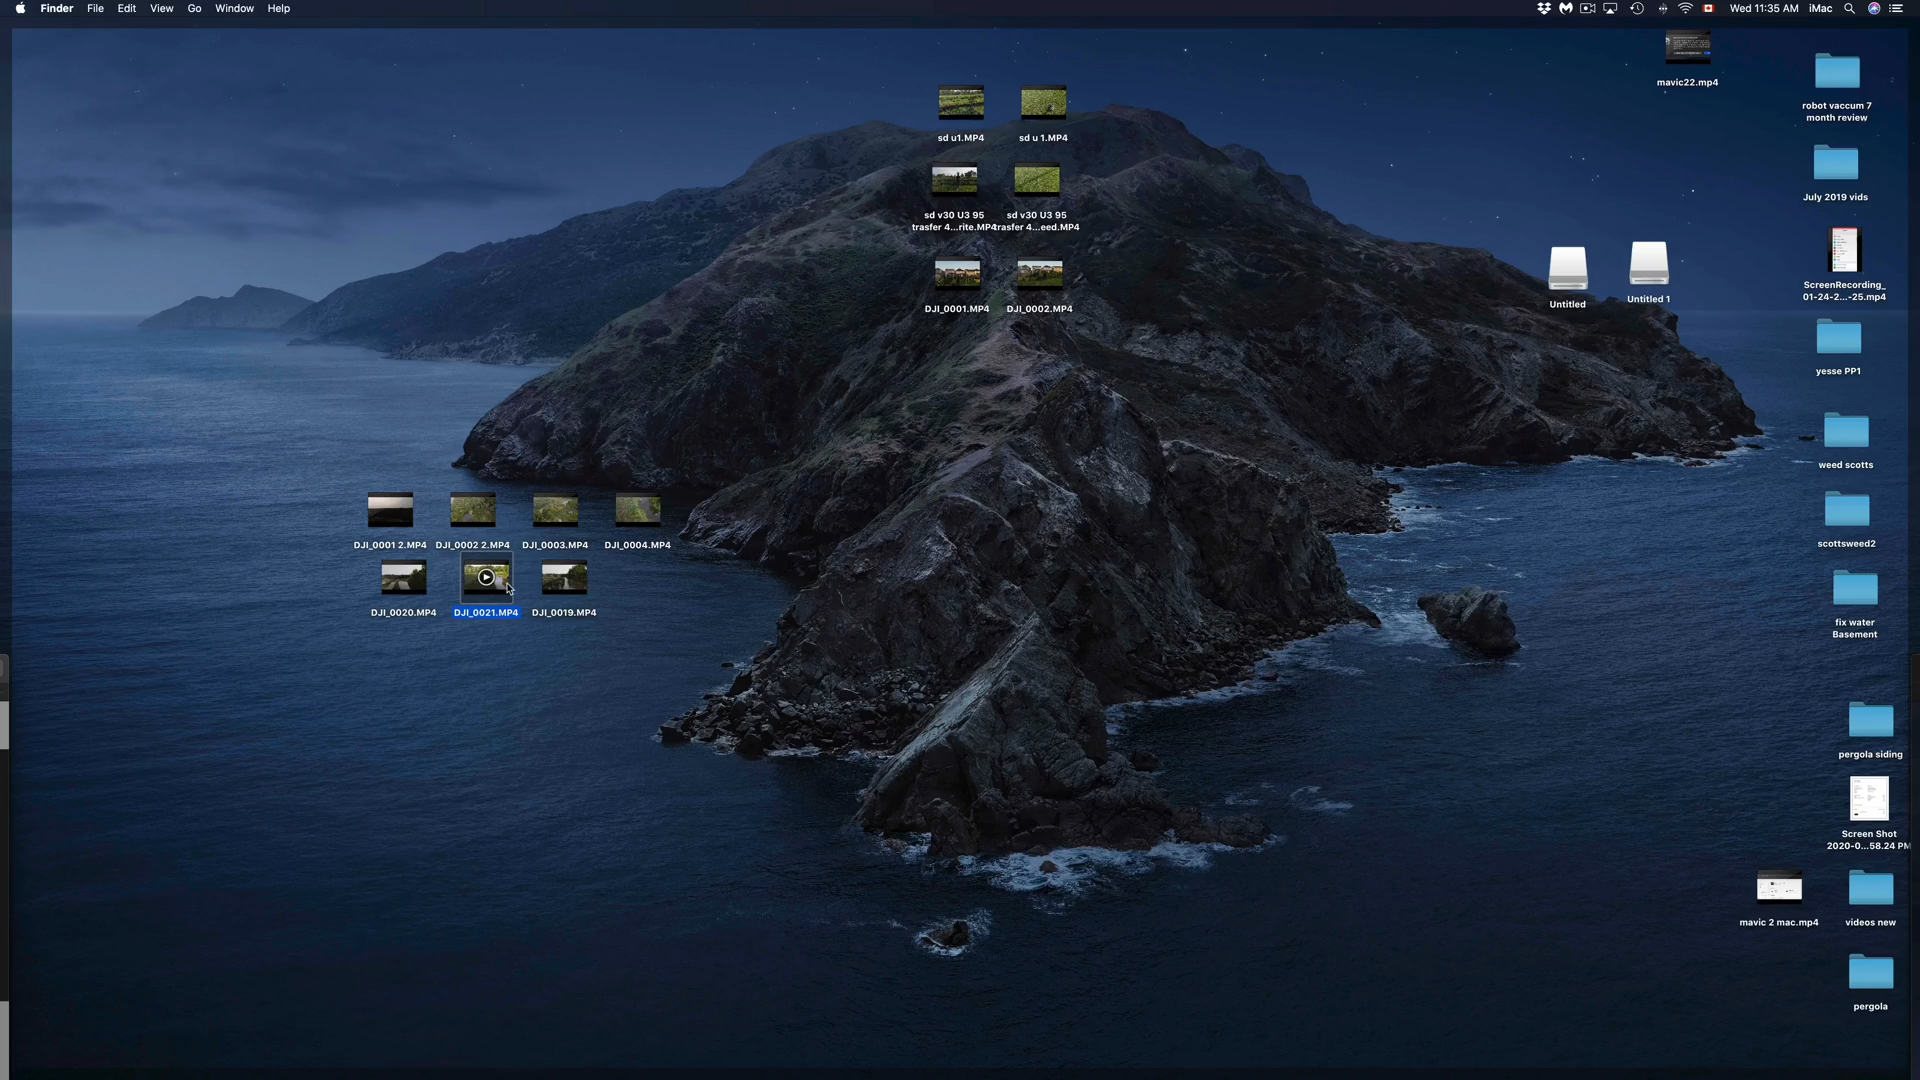 Finder File Edit View Go Window Help
Wed 11:35 AM iMac
mavic22.mp4
robot vaccum 7
month review
sd u1.MP4
sd u 1.MP4
July 2019 vids
sd v30 U3 95
trasfer 4...rite.MP4
sd v30 U3 95
trasfer 4...eed.MP4
DJI_0001.MP4
DJI_0002.MP4
Untitled
Untitled 1
ScreenRecording_
01-24-2...-25.mp4
yesse PP1
weed scotts
DJI_0001 2.MP4
DJI_0002 2.MP4
DJI_0003.MP4
DJI_0004.MP4
scottsweed2
DJI_0020.MP4
DJI_0021.MP4
DJI_0019.MP4
fix water
Basement
pergola siding
Screen Shot
2020-0...58.24 PM
mavic 2 mac.mp4
videos new
pergola